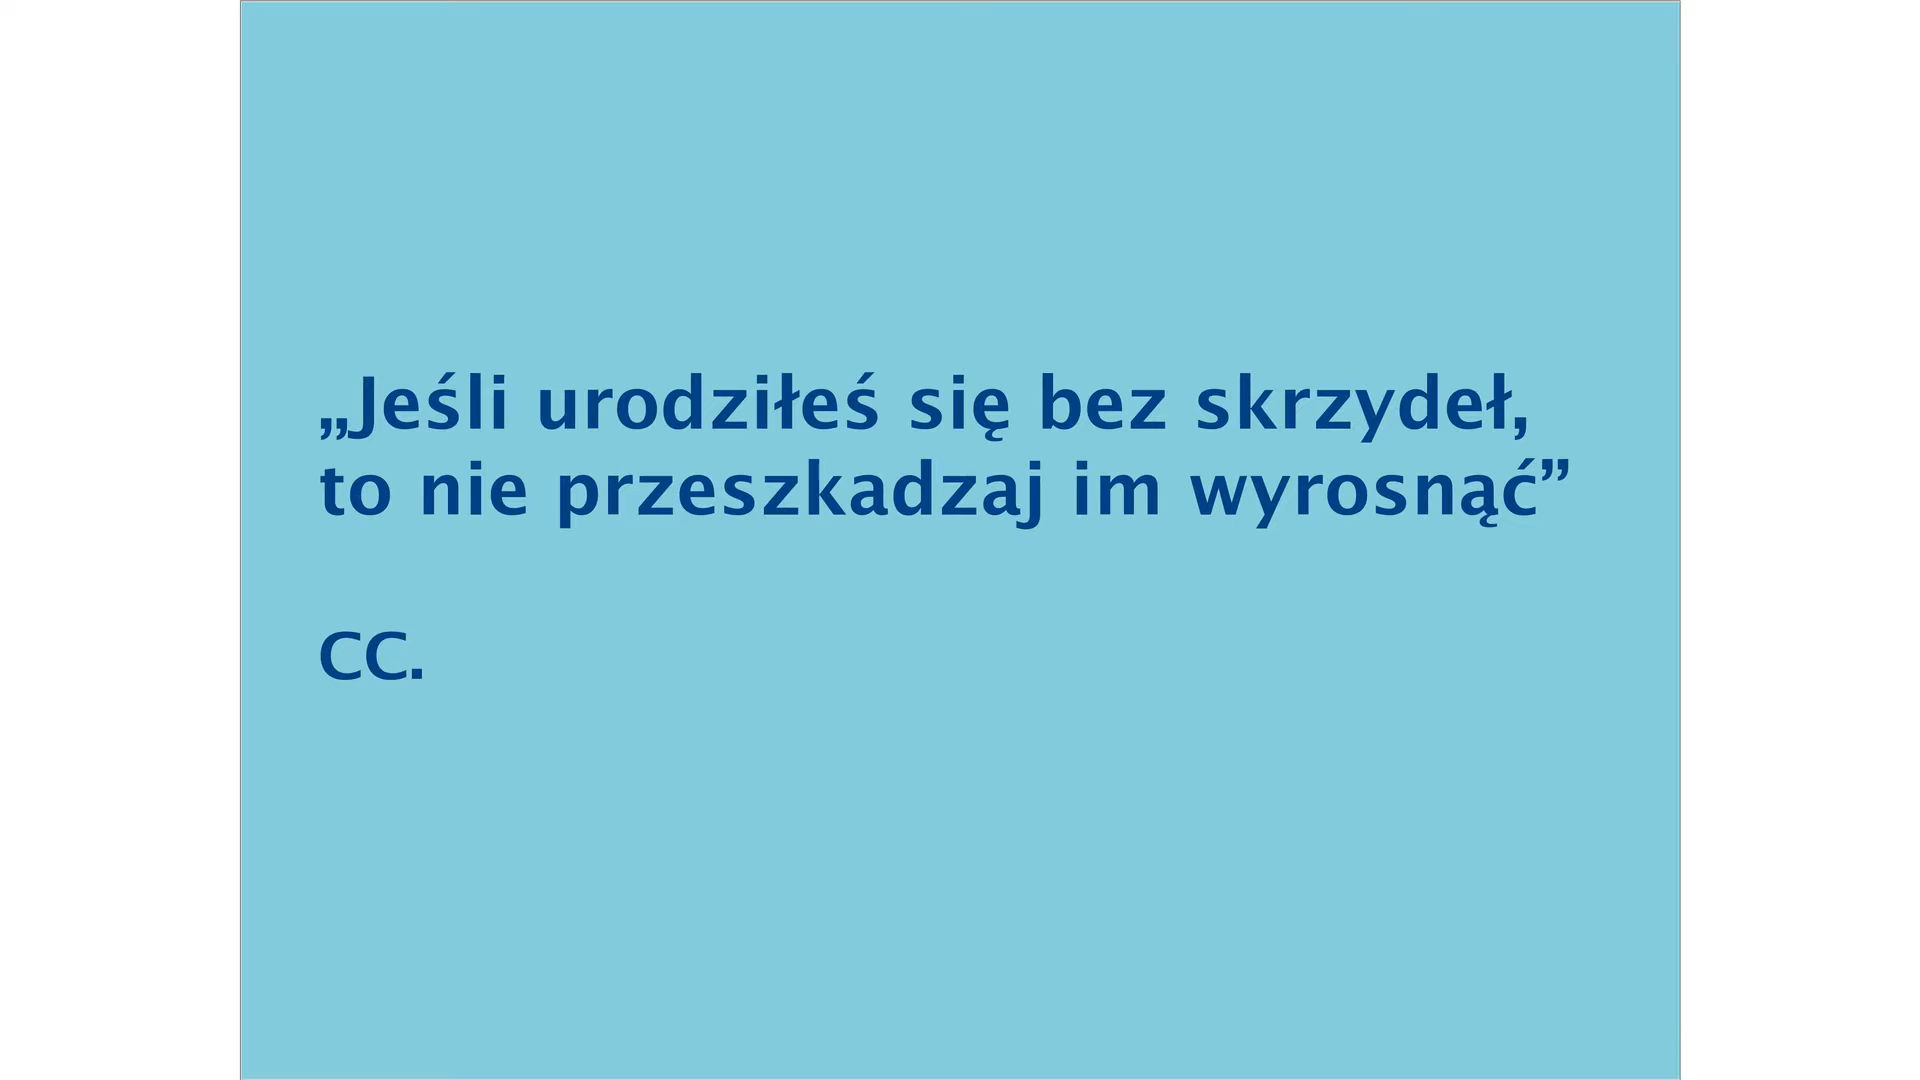 „Jeśli urodziłeś się bez skrzydeł,
to nie przeszkadzaj im wyrosnąć”
CC.